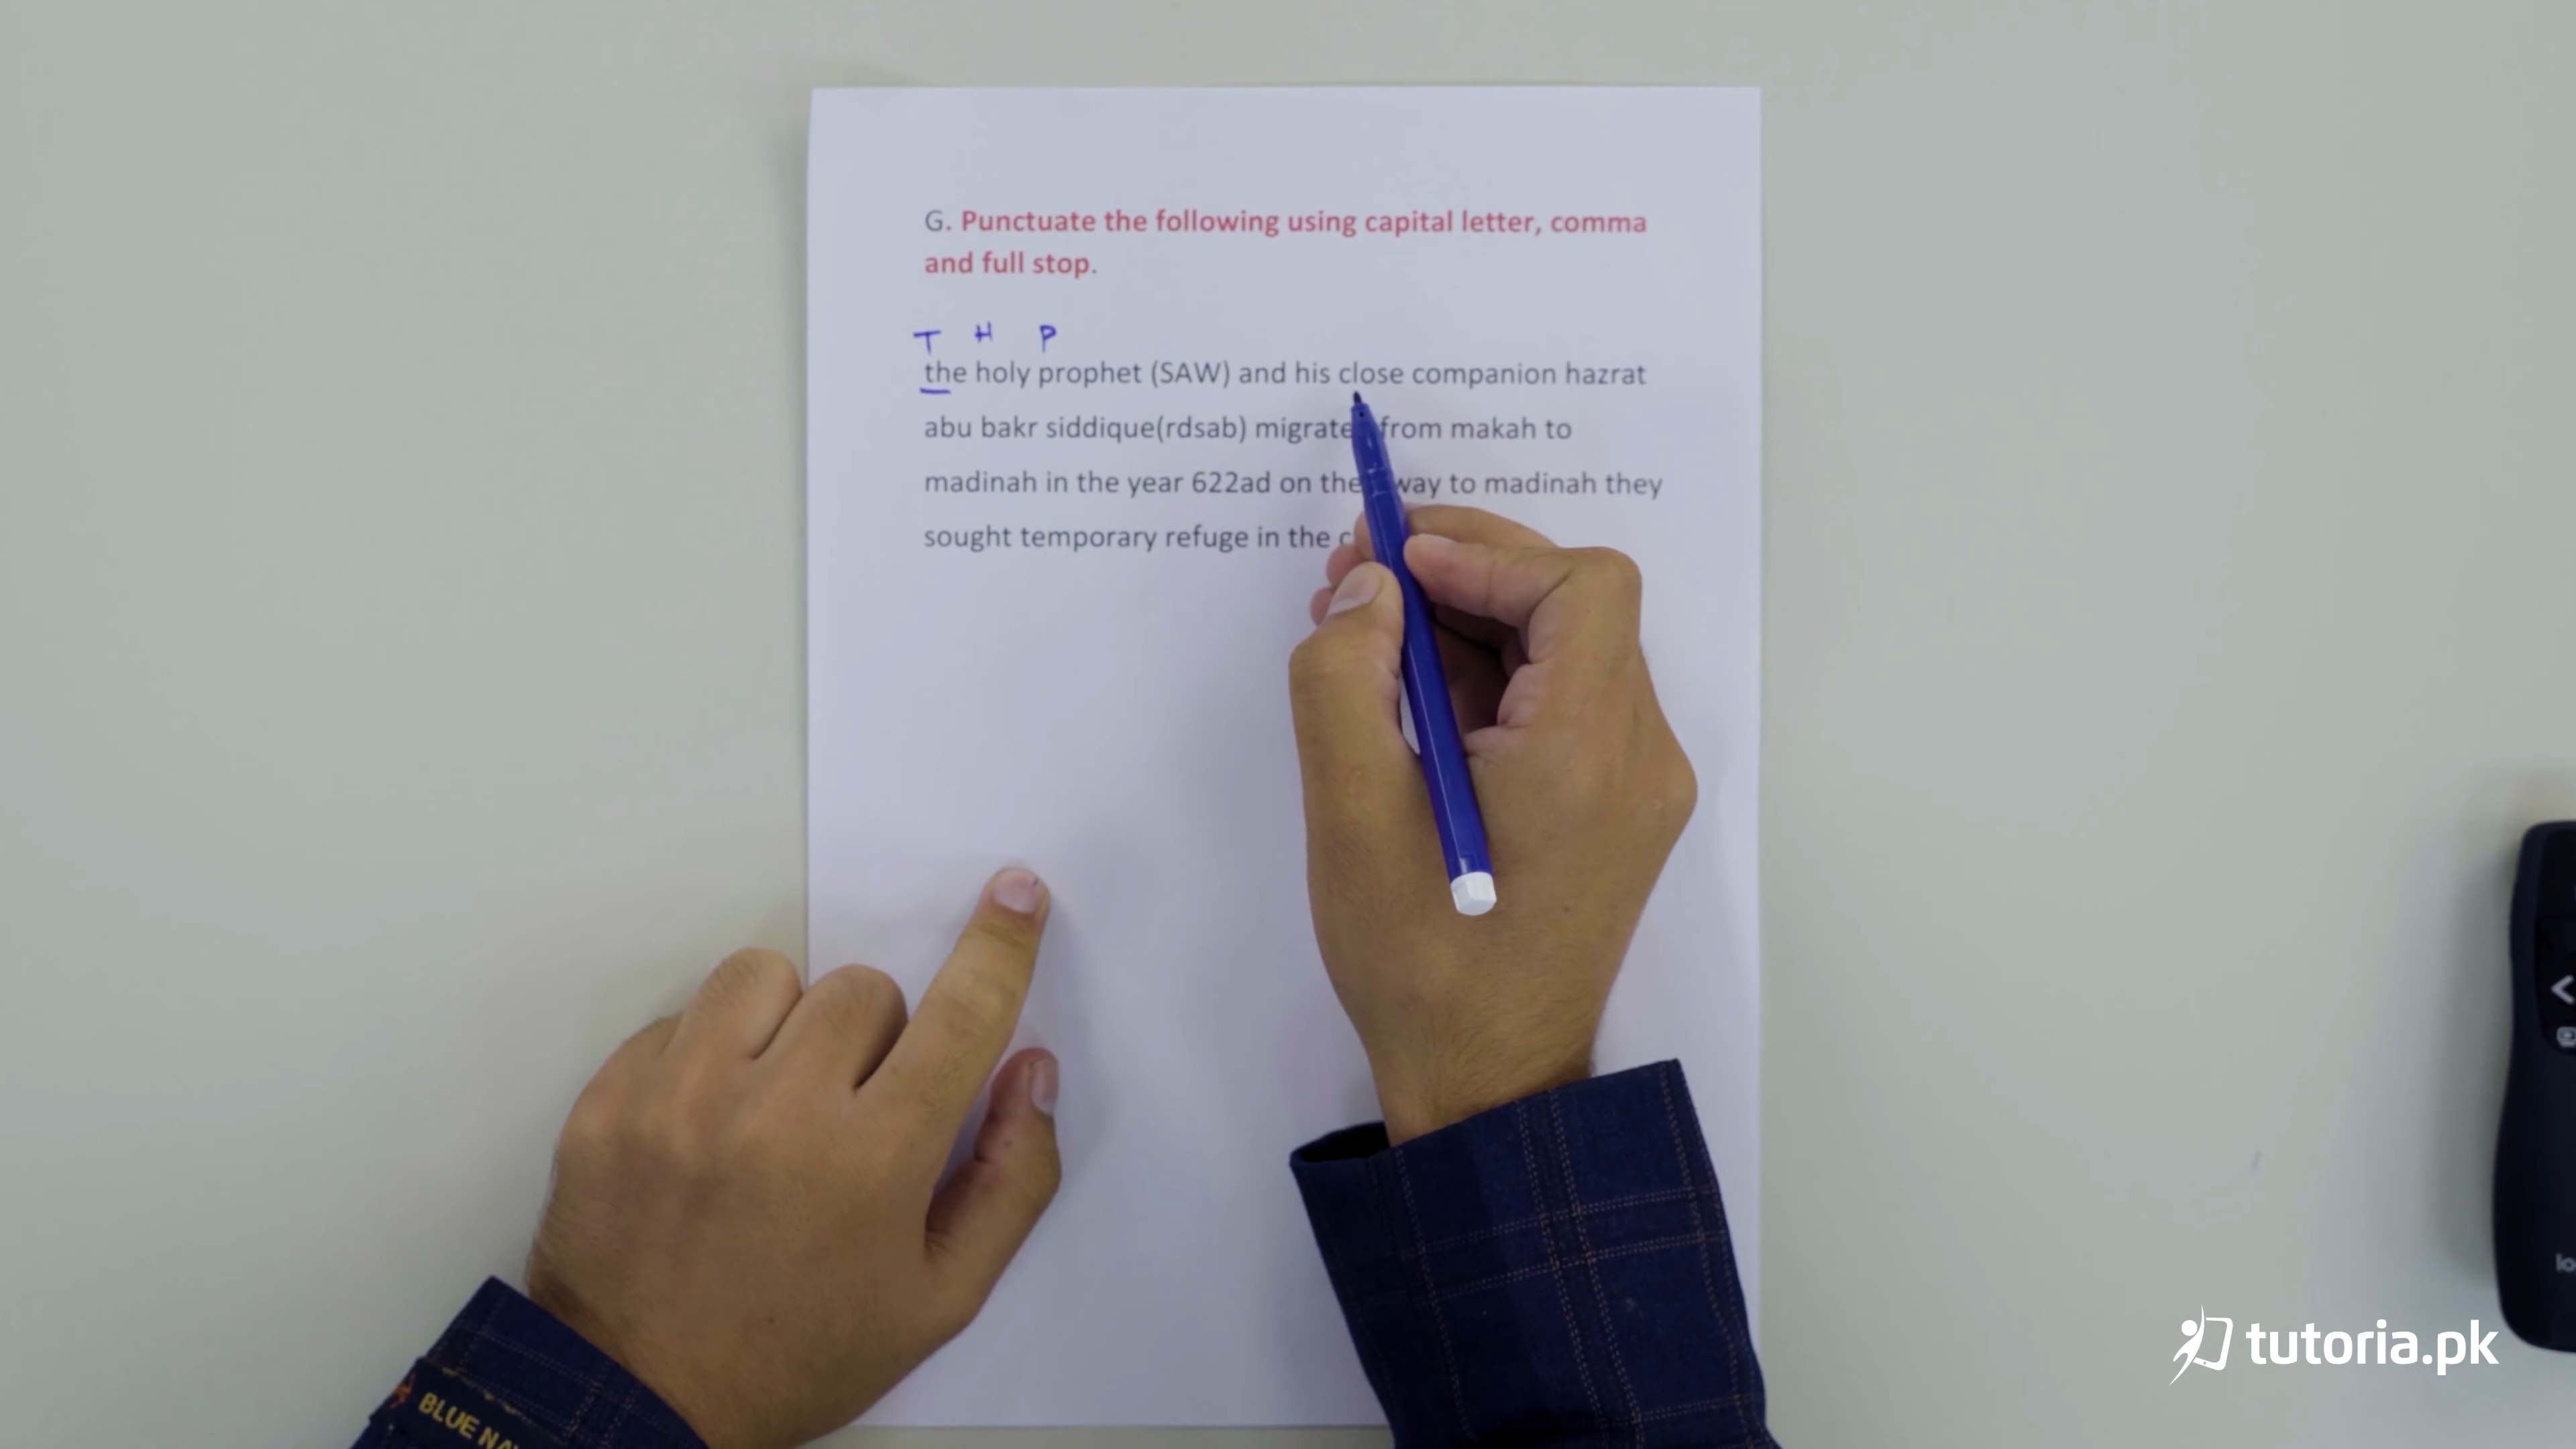 G. Punctuate the following using capital letter, comma
and full stop.
T H P
the holy prophet (SAW) and his close companion hazrat
abu bakr siddique(rdsab) from makah to
madinah in the year 622ad on way to madinah they
sought temporary refuge in the
BLUE
tutoria.pk